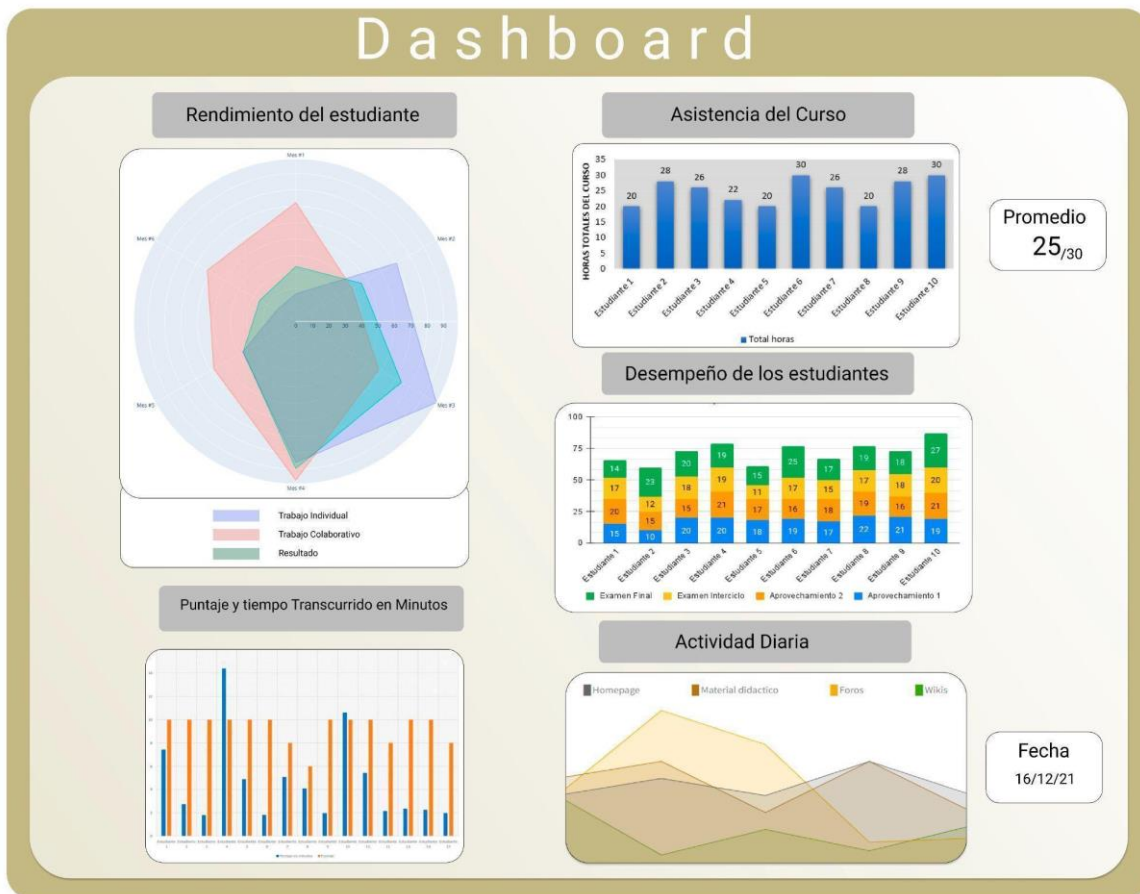 Dashboard
Rendimiento del estudiante
Mes #1
Mes #6
Mes #2
0 10 20 30 40 50 60 70 80 90
Mes #5
Mes #3
Mes #4
Trabajo Individual
Trabajo Colaborativo
Resultado
Asistencia del Curso
HORAS TOTALES DEL CURSO
35
30
25
20
15
10
5
0
20 28 26 22 20 30 26 20 28 30
Estudiante 1 Estudiante 2 Estudiante 3 Estudiante 4 Estudiante 5 Estudiante 6 Estudiante 7 Estudiante 8 Estudiante 9 Estudiante 10
Total horas
Promedio
25/30
Desempeño de los estudiantes
100
75
50
25
0
14 23 20 19 15 25 17 19 18 27
17 12 18 19 11 17 15 17 18 20
20 15 15 21 17 16 18 19 16 21
15 10 20 20 18 19 17 22 21 19
Estudiante 1 Estudiante 2 Estudiante 3 Estudiante 4 Estudiante 5 Estudiante 6 Estudiante 7 Estudiante 8 Estudiante 9 Estudiante 10
Examen Final Examen Interciclo Aprovechamiento 2 Aprovechamiento 1
Puntaje y tiempo Transcurrido en Minutos
Actividad Diaria
Homepage Material didactico Foros Wikis
Fecha
16/12/21